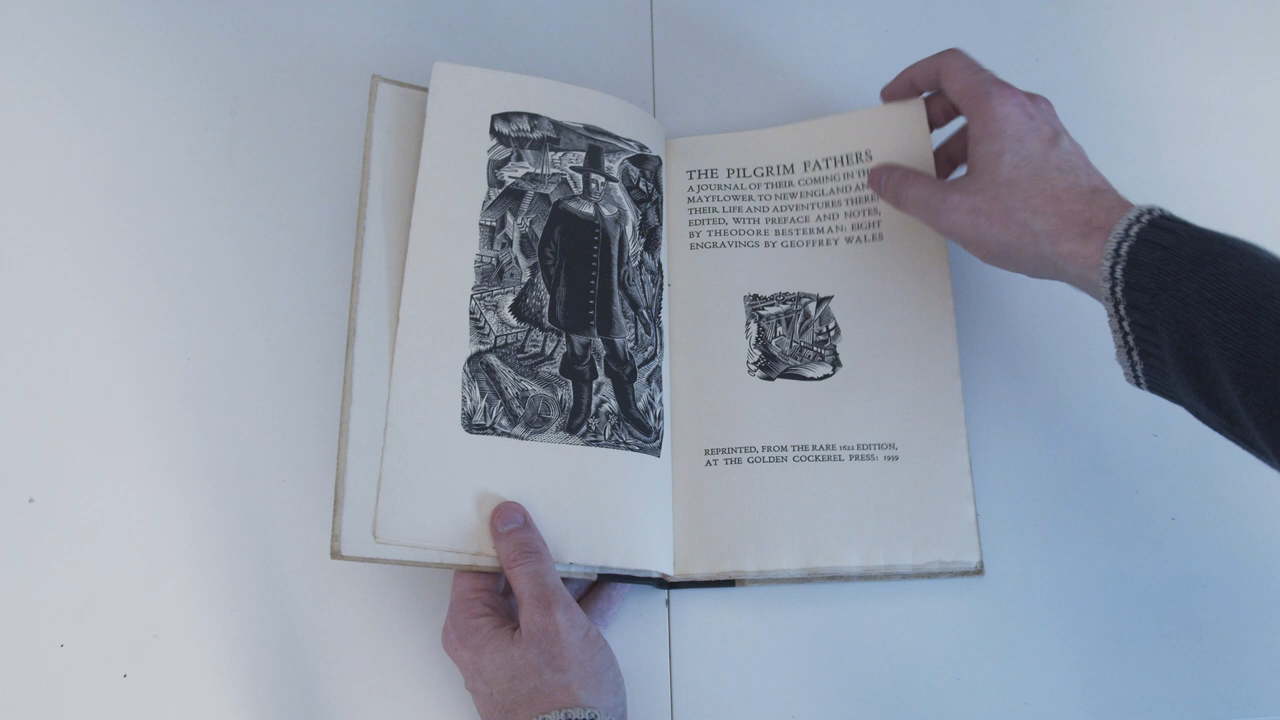 THE PILGRIM FATHERS
A JOURNAL OF THEIR COMING IN THE
MAYFLOWER TO NEW ENGLAND AND
THEIR LIFE AND ADVENTURES THERE:
EDITED, WITH PREFACE AND NOTES,
BY THEODORE BESTERMAN: EIGHT
ENGRAVINGS BY GEOFFREY WALES
REPRINTED, FROM THE RARE 1622 EDITION,
AT THE GOLDEN COCKEREL PRESS: 1939